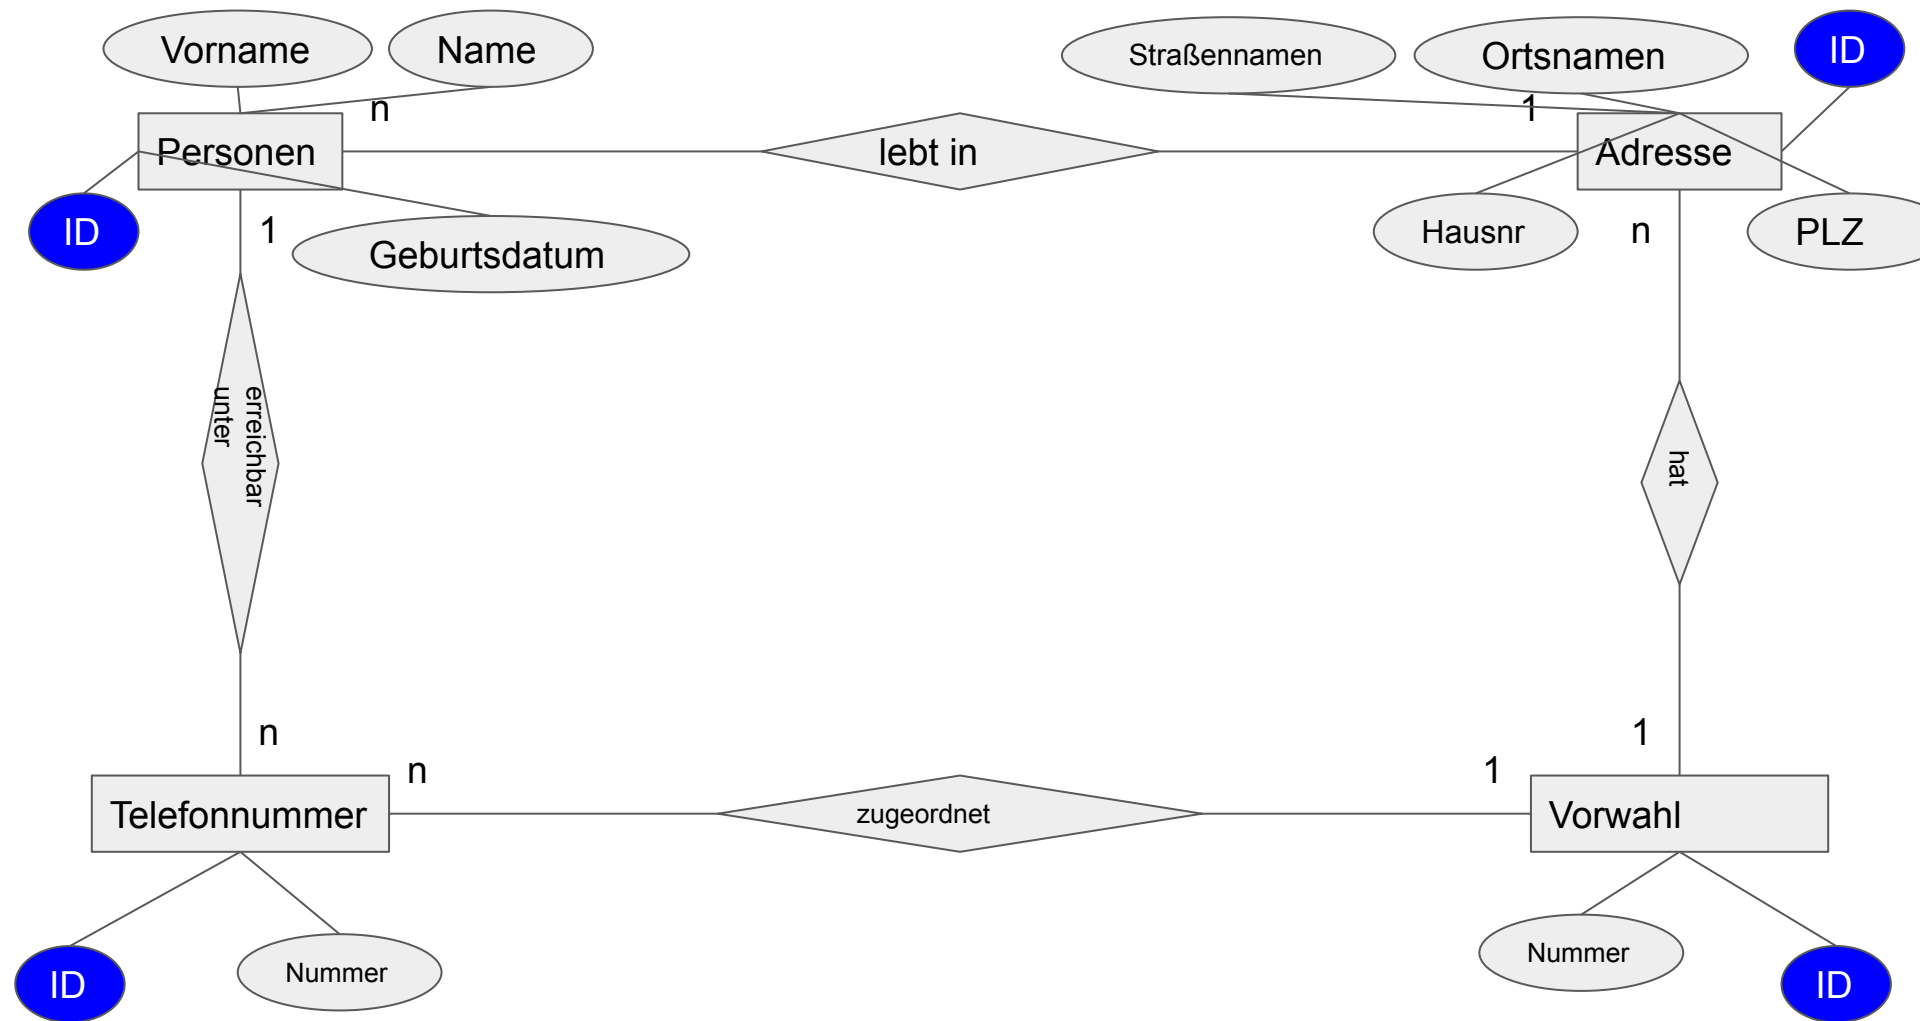 Vorname
Name
Straßennamen
Ortsnamen
ID
n
1
Personen
lebt in
Adresse
ID
1
Geburtsdatum
Hausnr
n
PLZ
erreichbar
unter
hat
n
n
1
1
Telefonnummer
zugeordnet
Vorwahl
ID
Nummer
Nummer
ID